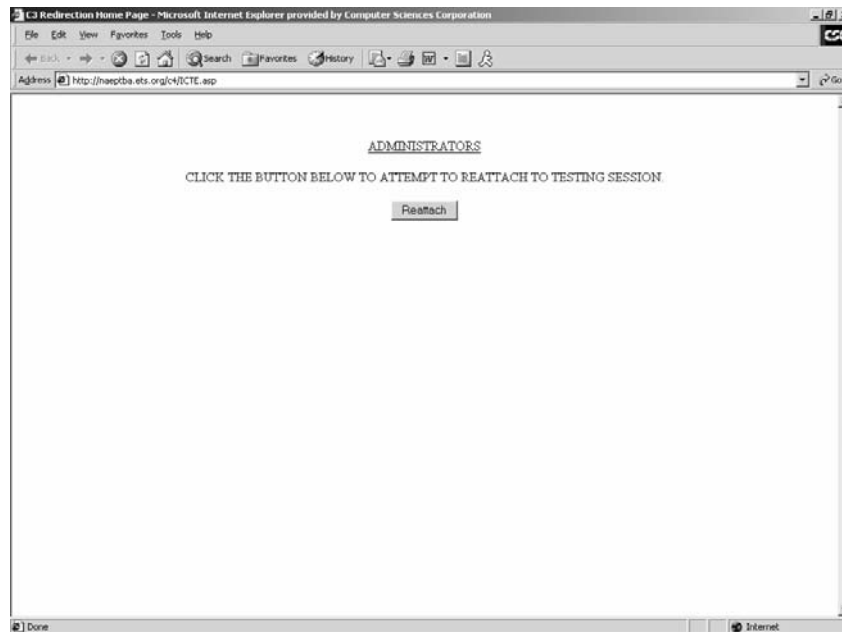 C3 Redirection Home Page - Microsoft Internet Explorer provided by Computer Sciences Corporation
File Edit View Favorites Tools Help
Back Search Favorites History
Address http://naeptba.ets.org/c4/ICTE.asp Go
ADMINISTRATORS
CLICK THE BUTTON BELOW TO ATTEMPT TO REATTACH TO TESTING SESSION.
Reattach
Done Internet